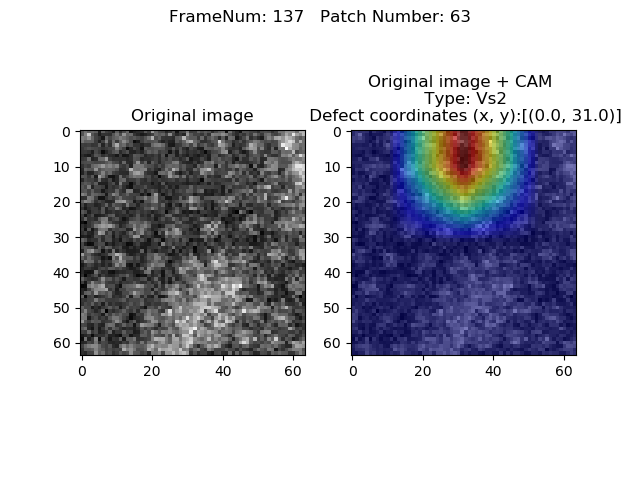 FrameNum: 137   Patch Number: 63
Original image
Original image + CAM
Type: Vs2
Defect coordinates (x, y):[(0.0, 31.0)]
0
10
20
30
40
50
60
0 20 40 60
0
10
20
30
40
50
60
0 20 40 60